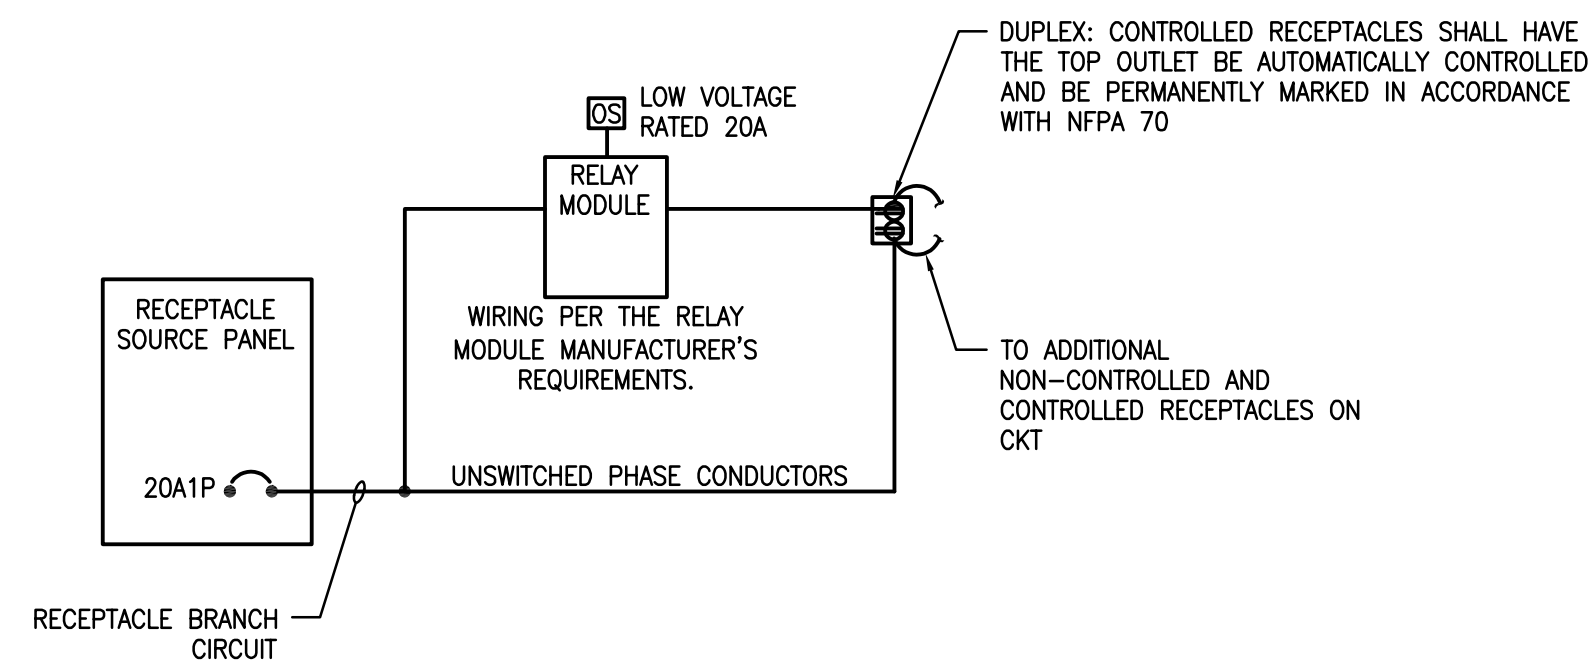 DUPLEX: CONTROLLED RECEPTACLES SHALL HAVE
THE TOP OUTLET BE AUTOMATICALLY CONTROLLED
AND BE PERMANENTLY MARKED IN ACCORDANCE
WITH NFPA 70
OS
LOW VOLTAGE
RATED 20A
RELAY
MODULE
WIRING PER THE RELAY
MODULE MANUFACTURER'S
REQUIREMENTS.
RECEPTACLE
SOURCE PANEL
TO ADDITIONAL
NON-CONTROLLED AND
CONTROLLED RECEPTACLES ON
CKT
20A1P
UNSWITCHED PHASE CONDUCTORS
RECEPTACLE BRANCH
CIRCUIT